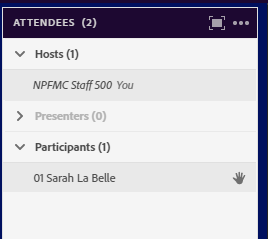 ATTENDEES (2)
Hosts (1)
NPFMC Staff 500 You
Presenters (0)
Participants (1)
01 Sarah La Belle